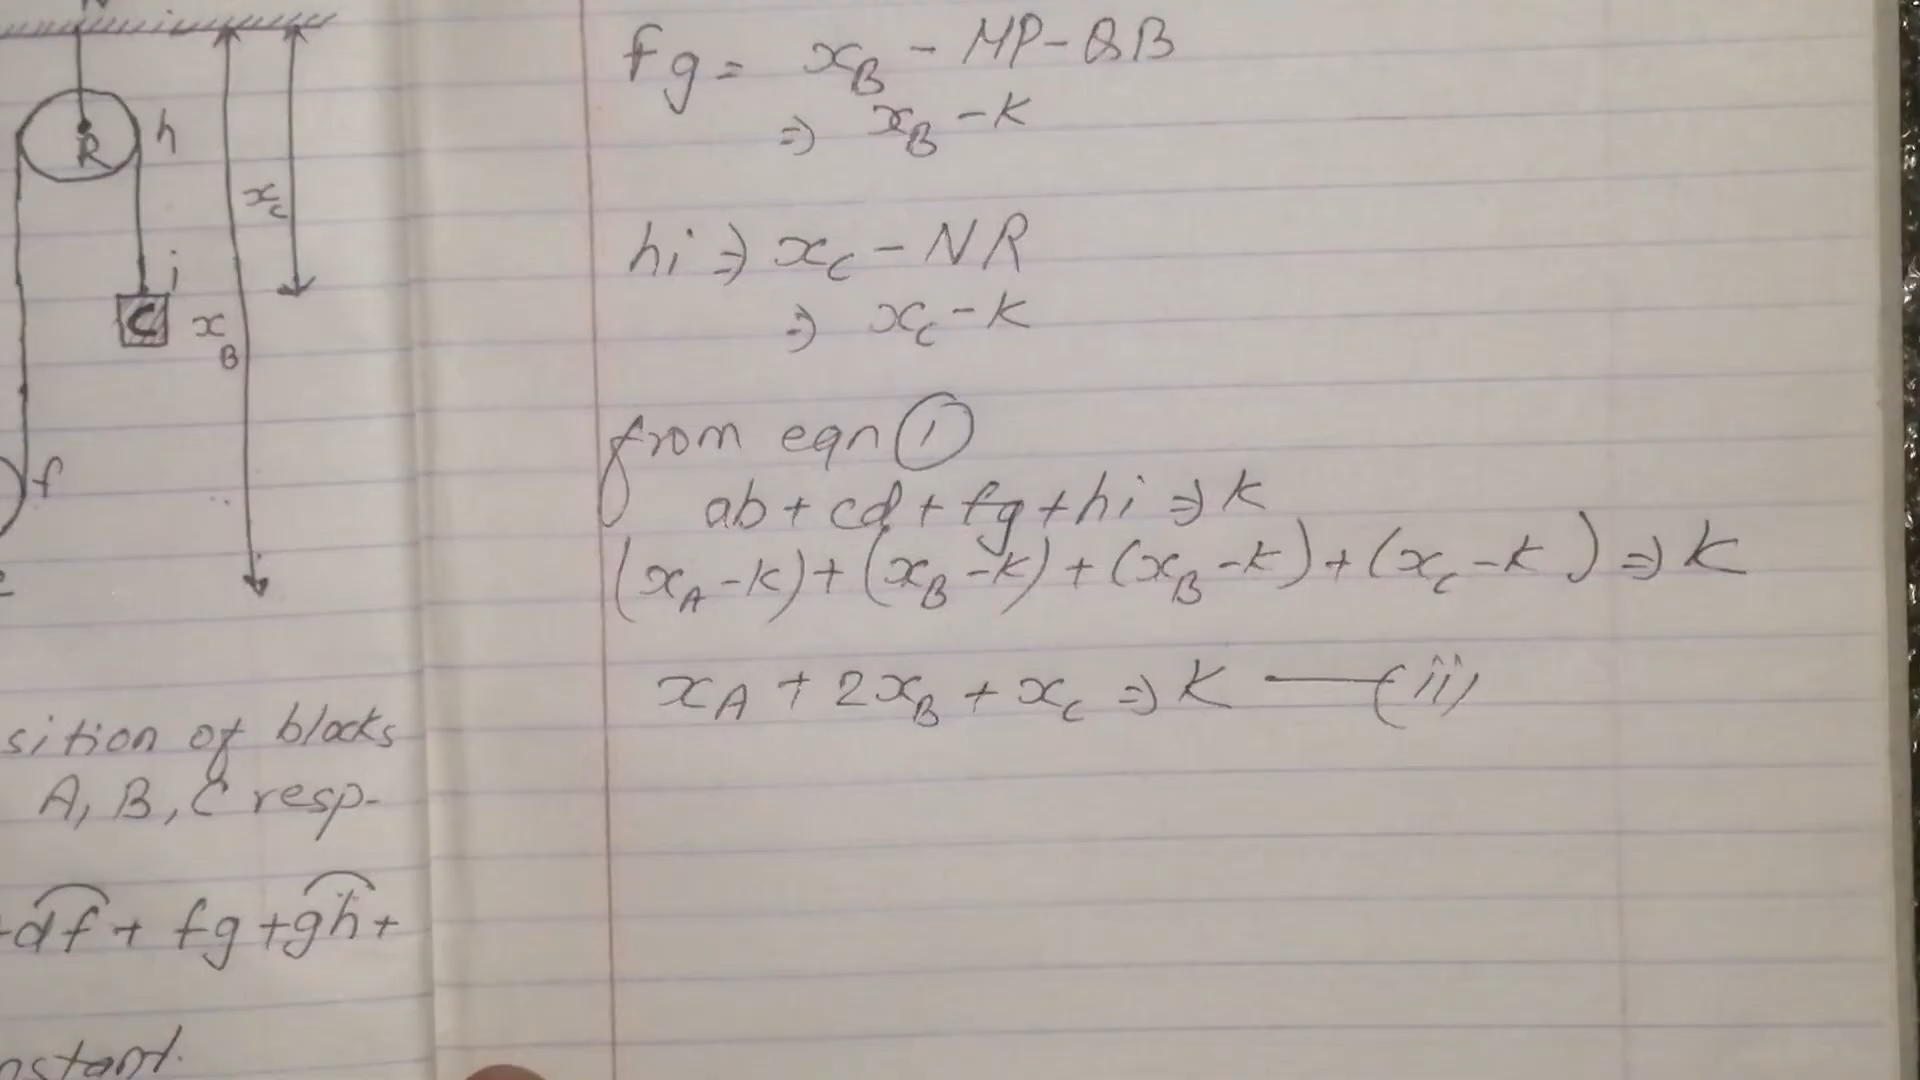 R
h
x_C
i
C
x_B
f
sition of blocks
A, B, C resp-
+df + fg + gh +
nstant.
fg = x_B - MP - QB
⇒ x_B - K
hi ⇒ x_C - NR
⇒ x_C - K
from eqn ①
ab + cd + fg + hi ⇒ K
(x_A - K) + (x_B - K) + (x_B - K) + (x_C - K) ⇒ K
x_A + 2x_B + x_C ⇒ K —(ii)